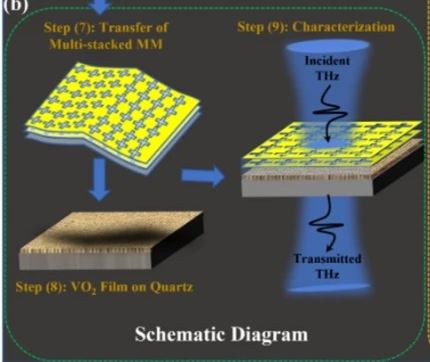 (b)
Step (7): Transfer of
Multi-stacked MM
Step (9): Characterization
Incident
THz
Step (8): VO₂ Film on Quartz
Transmitted
THz
Schematic Diagram